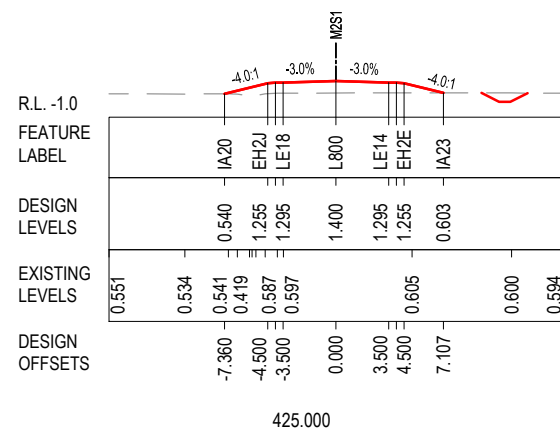 M2S1
-4.0:1
-3.0%
-3.0%
-4.0:1
R.L. -1.0
FEATURE
LABEL
IA20
EH2J
LE18
L800
LE14
EH2E
IA23
DESIGN
LEVELS
0.540
1.255
1.295
1.400
1.295
1.255
0.603
EXISTING
LEVELS
0.551
0.534
0.541
0.419
0.587
0.597
0.605
0.600
0.594
DESIGN
OFFSETS
-7.360
-4.500
-3.500
0.000
3.500
4.500
7.107
425.000